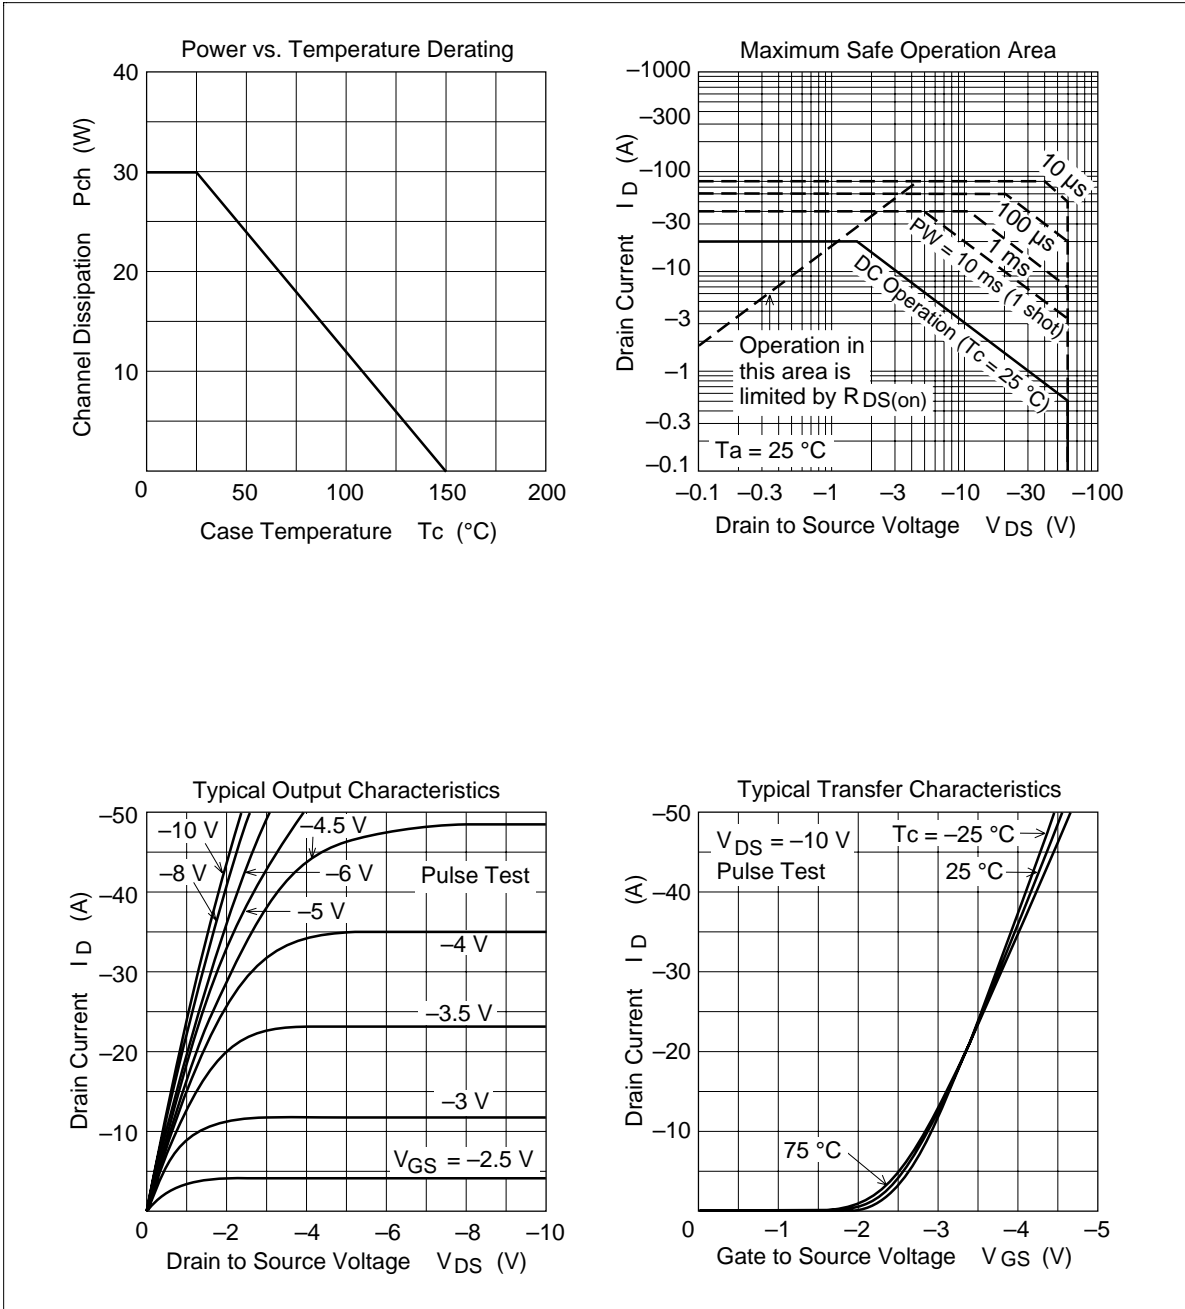 Power vs. Temperature Derating
40
30
20
10
0
50
100
150
200
Channel Dissipation Pch (W)
Case Temperature Tc (°C)
Maximum Safe Operation Area
–1000
–300
–100
–30
–10
–3
–1
–0.3
–0.1
–0.1 –0.3 –1 –3 –10 –30 –100
Drain Current I D (A)
Drain to Source Voltage V DS (V)
10 µs
100 µs
1 ms
PW = 10 ms (1 shot)
DC Operation (Tc = 25 °C)
Operation in
this area is
limited by R DS(on)
Ta = 25 °C
Typical Output Characteristics
–50
–40
–30
–20
–10
0 –2 –4 –6 –8 –10
Drain Current I D (A)
Drain to Source Voltage V DS (V)
–10 V
–8 V
–4.5 V
–6 V
–5 V
Pulse Test
–4 V
–3.5 V
–3 V
VGS = –2.5 V
Typical Transfer Characteristics
–50
–40
–30
–20
–10
0 –1 –2 –3 –4 –5
Drain Current I D (A)
Gate to Source Voltage V GS (V)
V DS = –10 V
Pulse Test
Tc = –25 °C
25 °C
75 °C